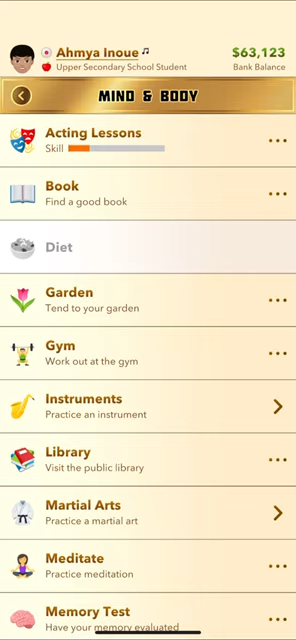 Ahmya Inoue
$63,123
Upper Secondary School Student
Bank Balance
MIND & BODY
Acting Lessons
Skill
Book
Find a good book
Diet
Garden
Tend to your garden
Gym
Work out at the gym
Instruments
Practice an instrument
Library
Visit the public library
Martial Arts
Practice a martial art
Meditate
Practice meditation
Memory Test
Have your memory evaluated